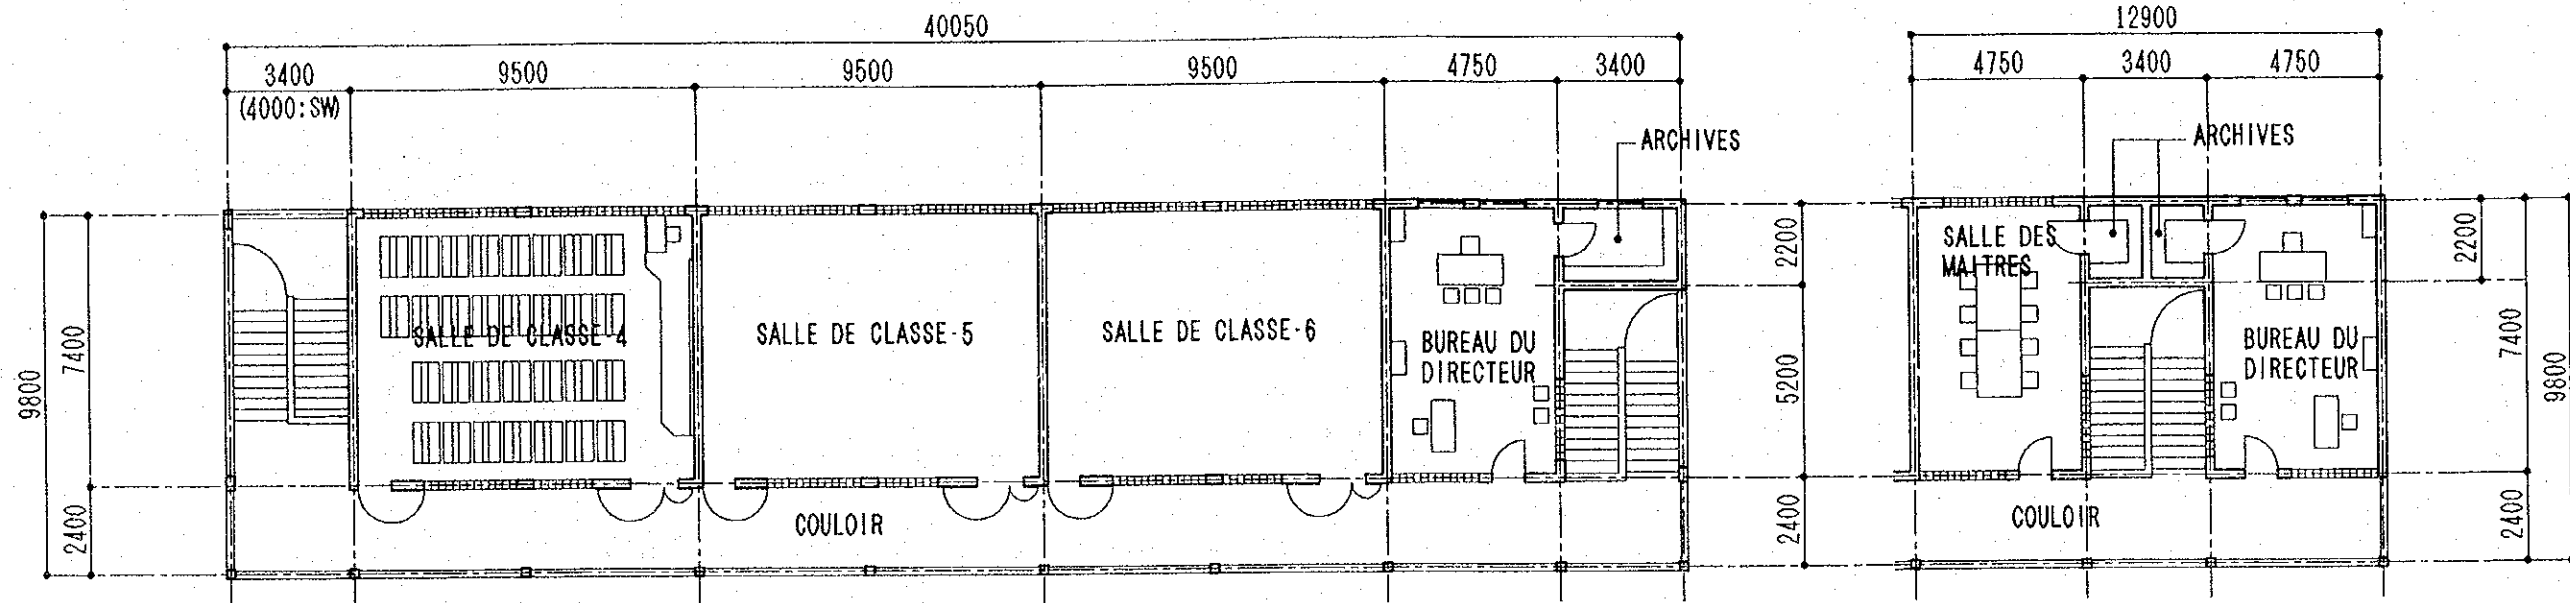 40050
12900
3400
9500
9500
9500
4750
3400
4750
3400
4750
(4000:SW)
ARCHIVES
ARCHIVES
SALLE DES
MAITRES
SALLE DE CLASSE-4
SALLE DE CLASSE-5
SALLE DE CLASSE-6
BUREAU DU
DIRECTEUR
BUREAU DU
DIRECTEUR
COULOIR
COULOIR
9800
7400
2400
2200
5200
2400
2200
7400
2400
9800